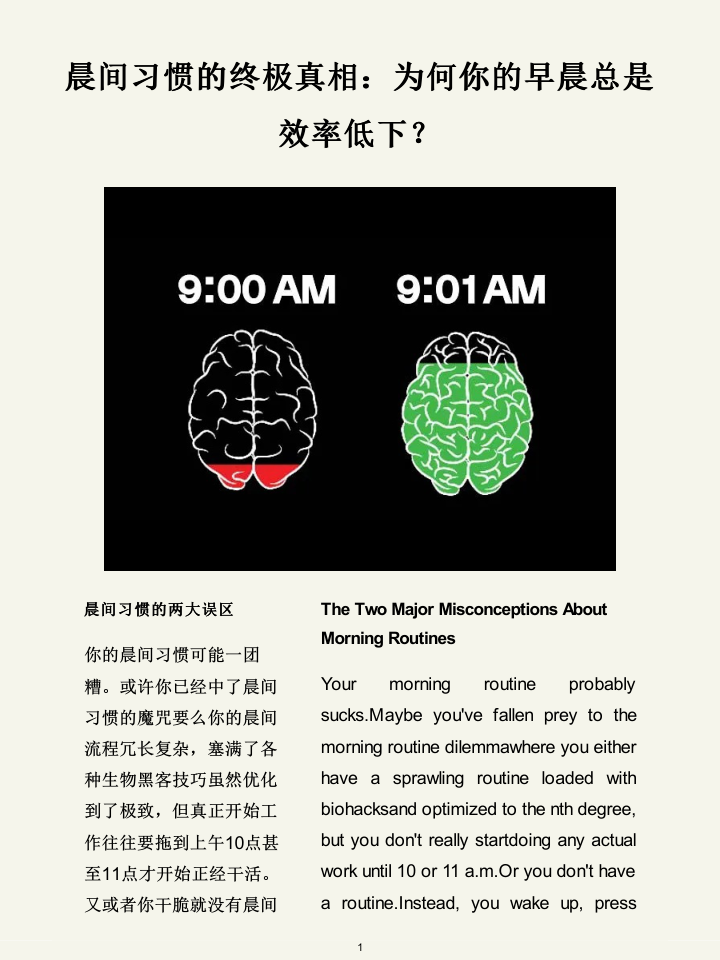 晨间习惯的终极真相：为何你的早晨总是
效率低下？
9:00 AM
9:01 AM
晨间习惯的两大误区
你的晨间习惯可能一团
糟。或许你已经中了晨间
习惯的魔咒要么你的晨间
流程冗长复杂，塞满了各
种生物黑客技巧虽然优化
到了极致，但真正开始工
作往往要拖到上午10点甚
至11点才开始正经干活。
又或者你干脆就没有晨间
The Two Major Misconceptions About
Morning Routines
Your morning routine probably
sucks.Maybe you've fallen prey to the
morning routine dilemmawhere you either
have a sprawling routine loaded with
biohacksand optimized to the nth degree,
but you don't really startdoing any actual
work until 10 or 11 a.m.Or you don't have
a routine.Instead, you wake up, press
1